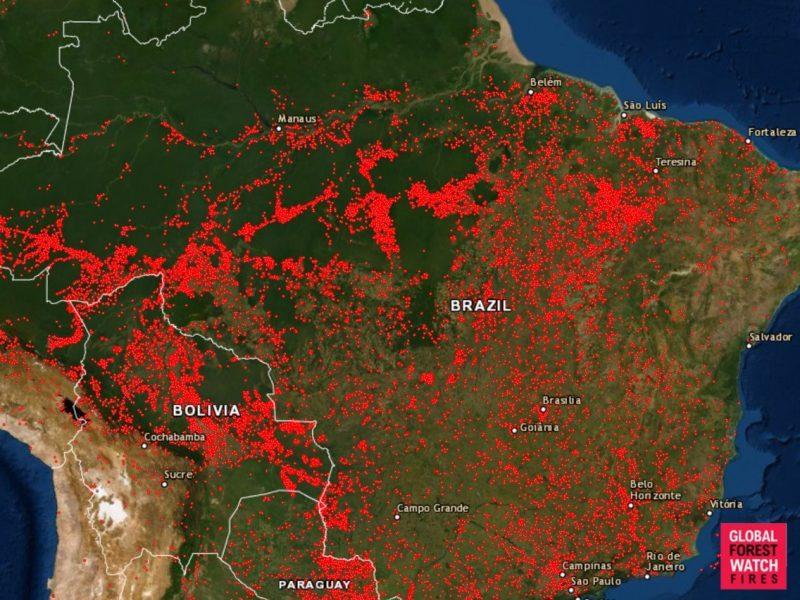 Belém
São Luís
Manaus
Fortaleza
Teresina
BRAZIL
Salvador
Brasília
BOLIVIA
Goiânia
Cochabamba
Sucre
Belo
Horizonte
Vitória
Campo Grande
GLOBAL
FOREST
WATCH
FIRES
Rio de
Janeiro
Campinas
Sao Paulo
PARAGUAY